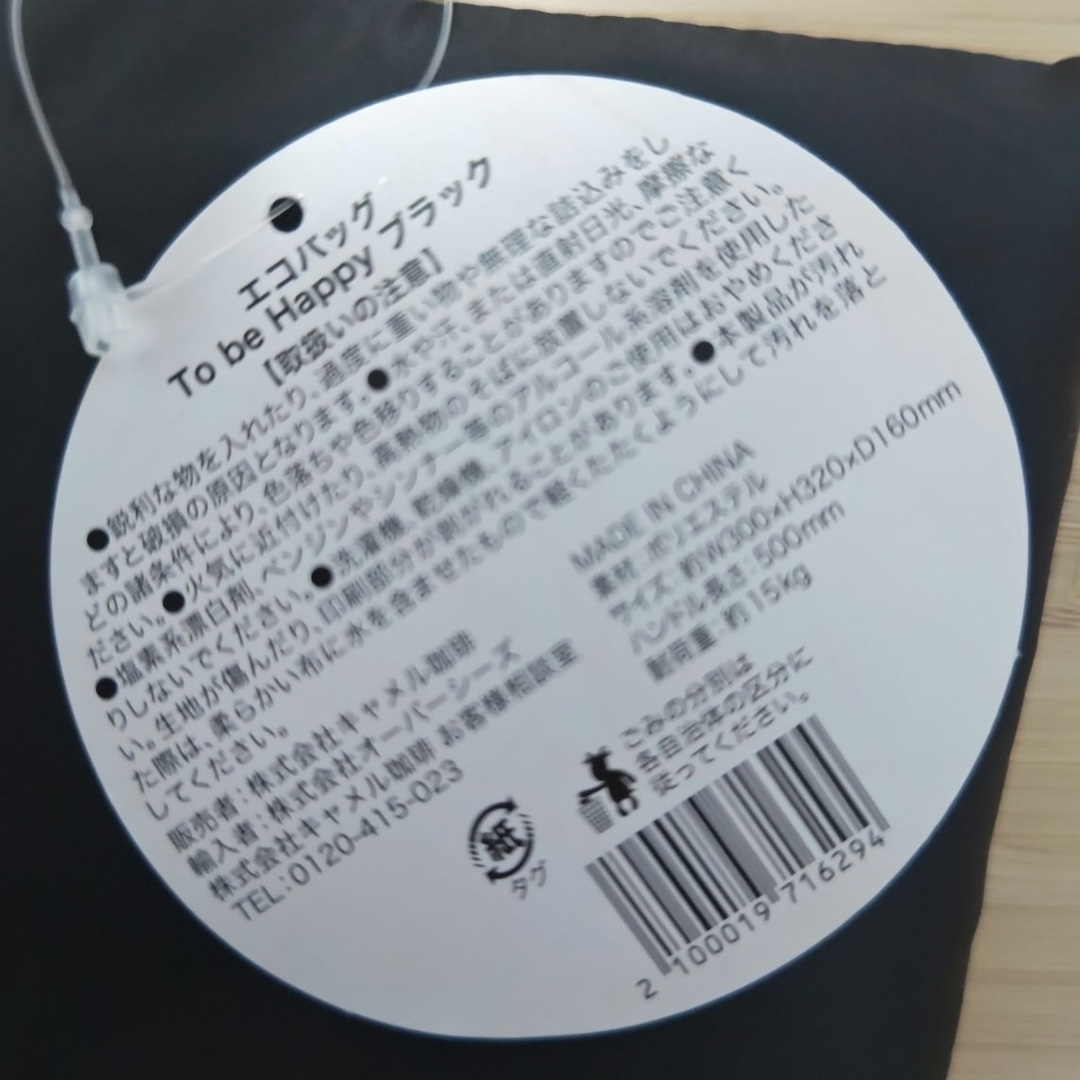 エコバッグ
To be Happy ブラック
【取扱いの注意】
●鋭利な物を入れたり、過度に重い物や無理な詰込みをし
ますと破損の原因となります。●水や汗、または直射日光、摩擦な
どの諸条件により、色落ちや色移りすることがありますのでご注意く
ださい。●火気に近付けたり、高熱物のそばに放置しないでください。
●塩素系漂白剤、ベンジンやシンナー等のアルコール系溶剤を使用した
りしないでください。●洗濯機、乾燥機、アイロンのご使用はおやめくださ
い。生地が傷んだり、印刷部分が剥がれることがあります。●本製品が汚れ
た際は、柔らかい布に水を含ませたもので軽くたたくようにして汚れを落と
してください。
販売者：株式会社キャメル珈琲
輸入者：株式会社オーバーシーズ
株式会社キャメル珈琲 お客様相談室
TEL：0120-415-023
MADE IN CHINA
素材：ポリエステル
サイズ：約W300×H320×D160mm
ハンドル長さ：500mm
耐荷重：約15kg
紙
タグ
ごみの分別は
各自治体の区分に
従ってください。
2 100019 716294